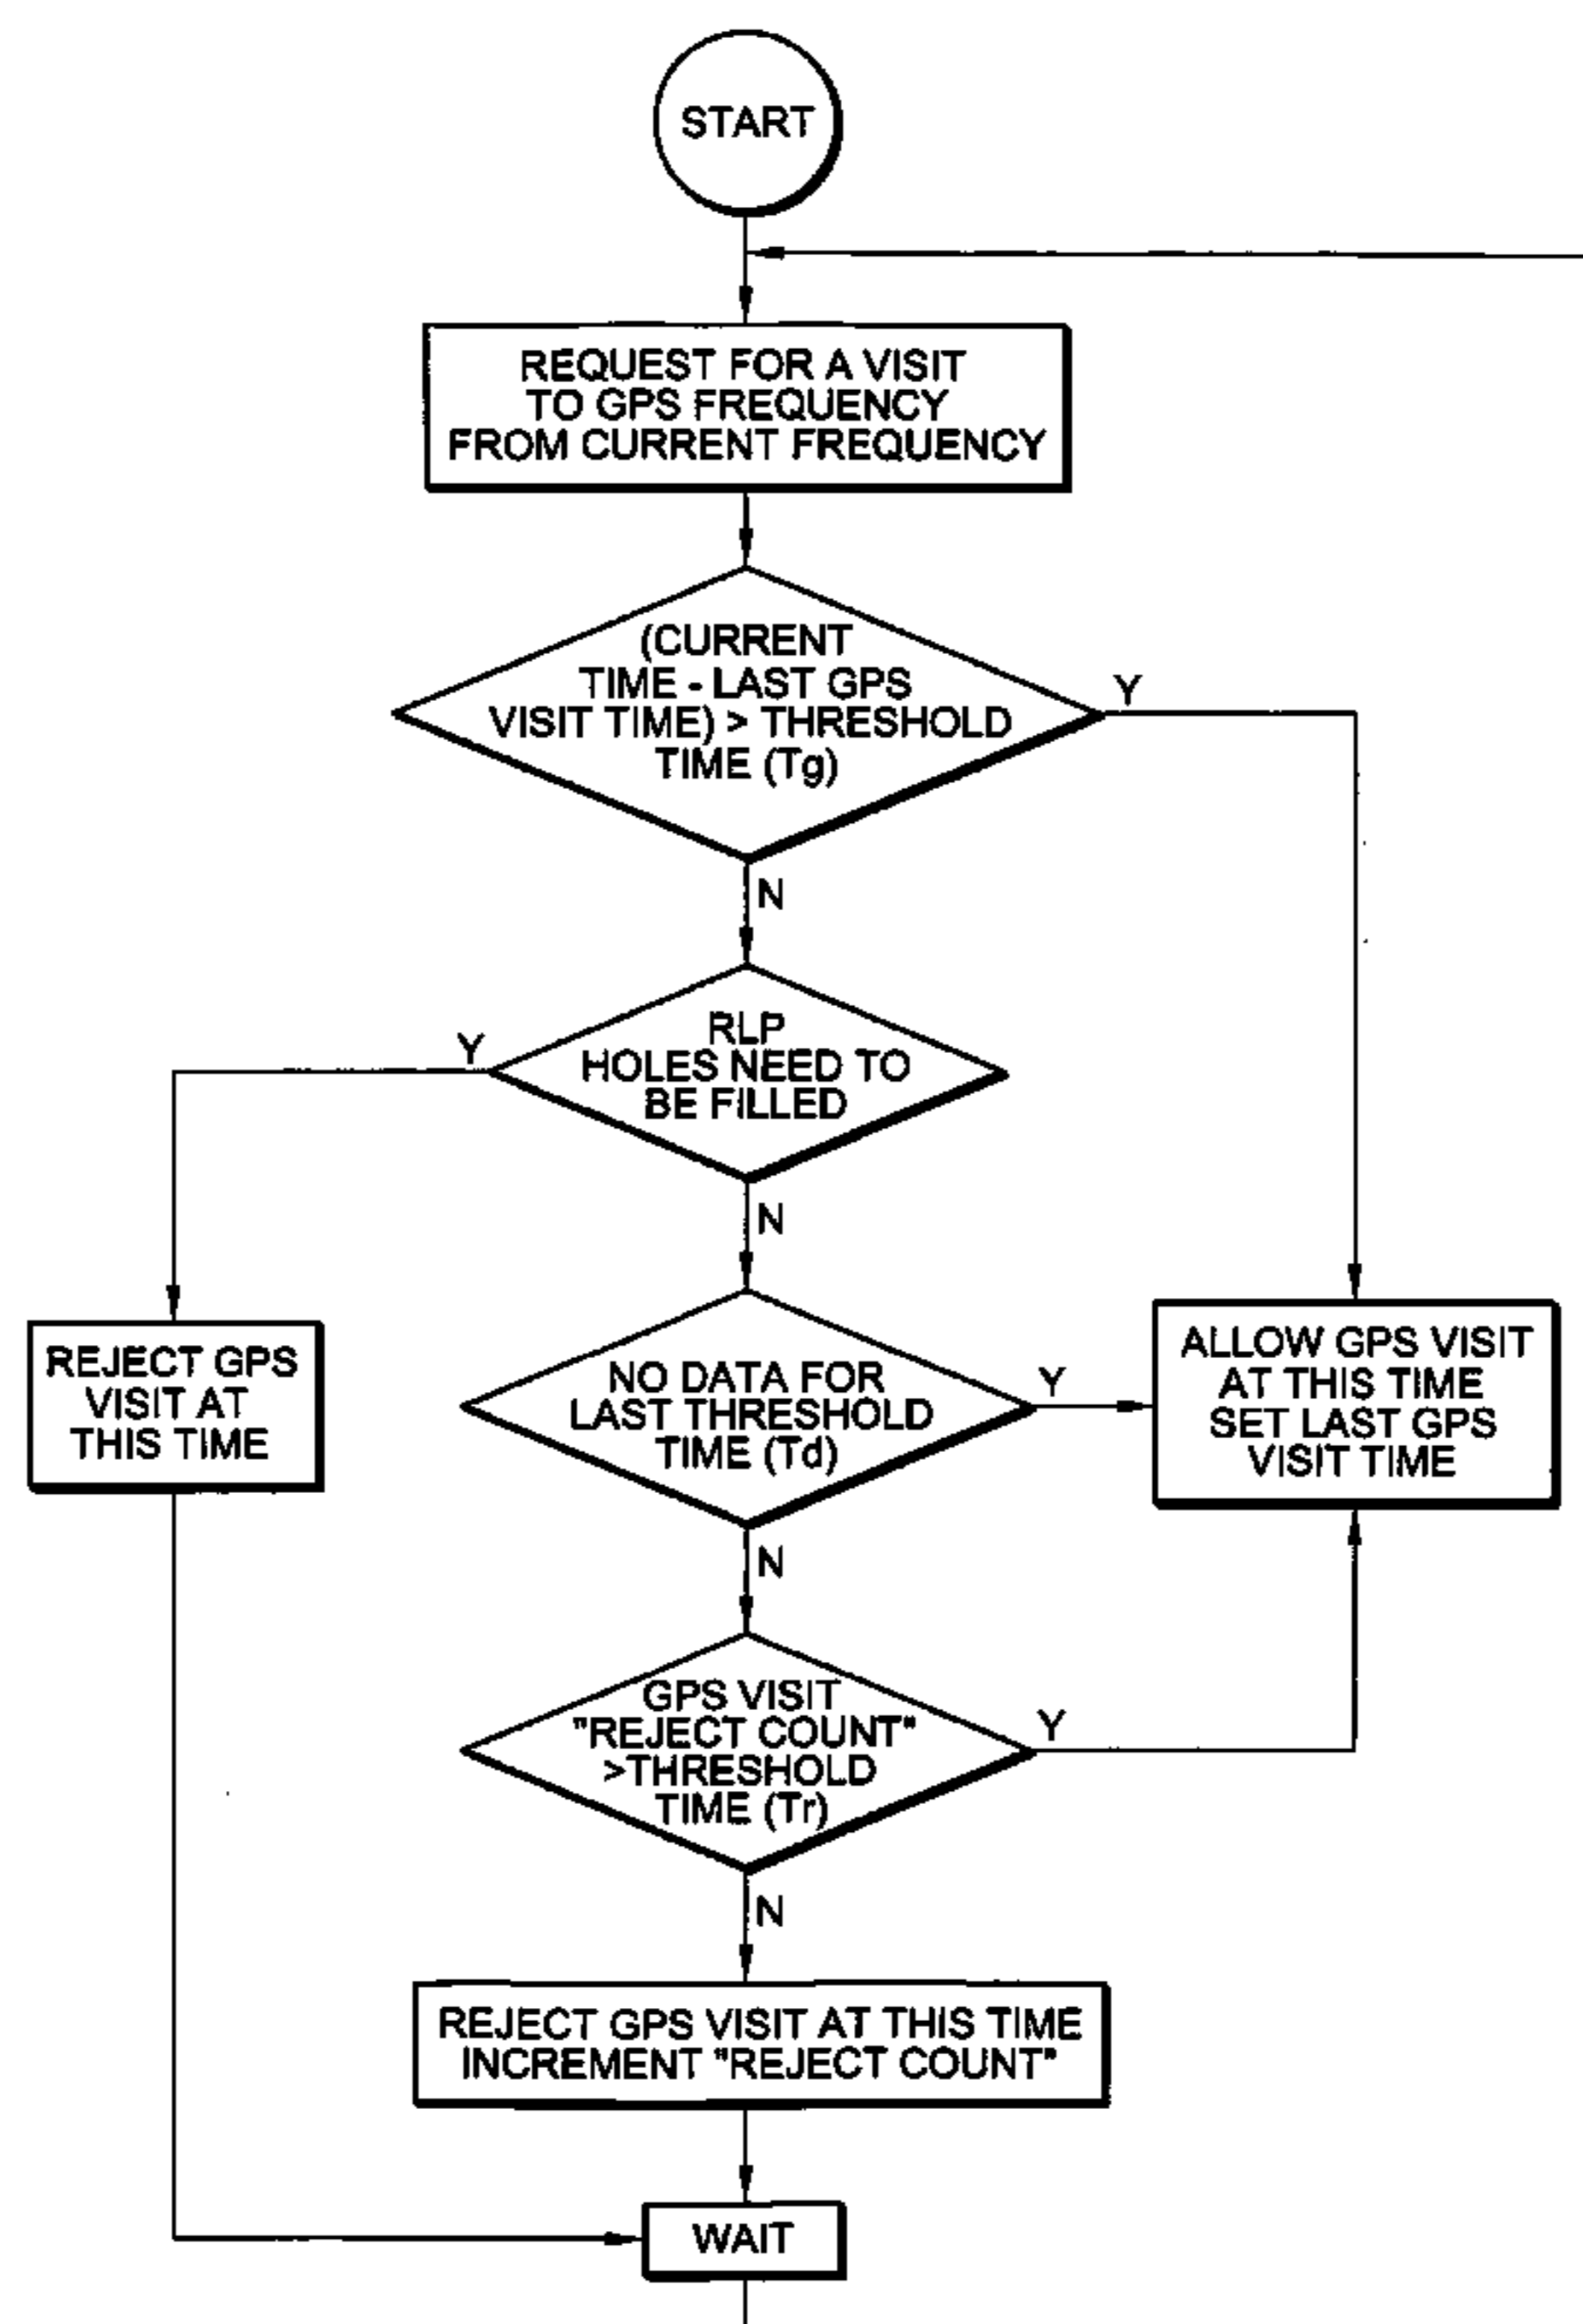 START
REQUEST FOR A VISIT
TO GPS FREQUENCY
FROM CURRENT FREQUENCY
(CURRENT
TIME - LAST GPS
VISIT TIME) > THRESHOLD
TIME (Tg)
Y
N
RLP
HOLES NEED TO
BE FILLED
Y
N
REJECT GPS
VISIT AT
THIS TIME
NO DATA FOR
LAST THRESHOLD
TIME (Td)
Y
ALLOW GPS VISIT
AT THIS TIME
SET LAST GPS
VISIT TIME
N
GPS VISIT
"REJECT COUNT"
>THRESHOLD
TIME (Tr)
Y
N
REJECT GPS VISIT AT THIS TIME
INCREMENT "REJECT COUNT"
WAIT